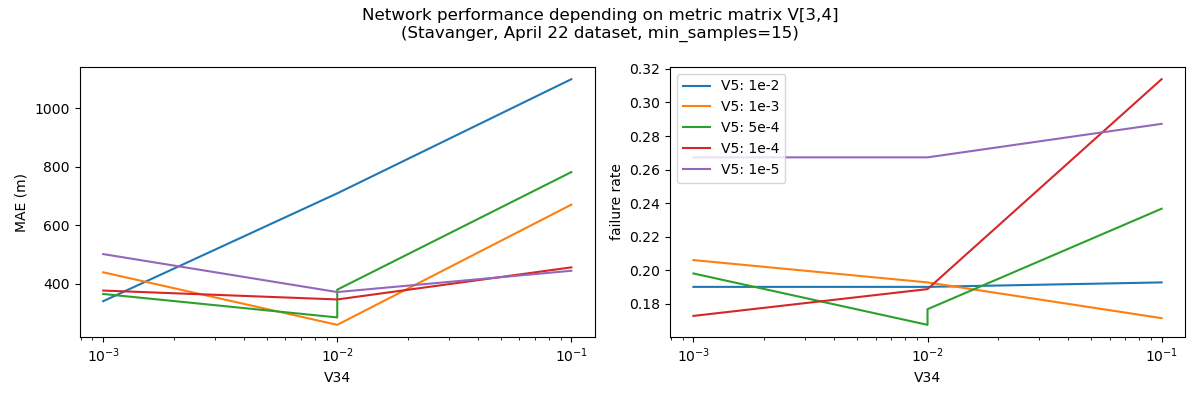 Network performance depending on metric matrix V[3,4]
(Stavanger, April 22 dataset, min_samples=15)
MAE (m)
1000
800
600
400
10⁻³
10⁻²
10⁻¹
V34
failure rate
0.32
0.30
0.28
0.26
0.24
0.22
0.20
0.18
V5: 1e-2
V5: 1e-3
V5: 5e-4
V5: 1e-4
V5: 1e-5
10⁻³
10⁻²
10⁻¹
V34